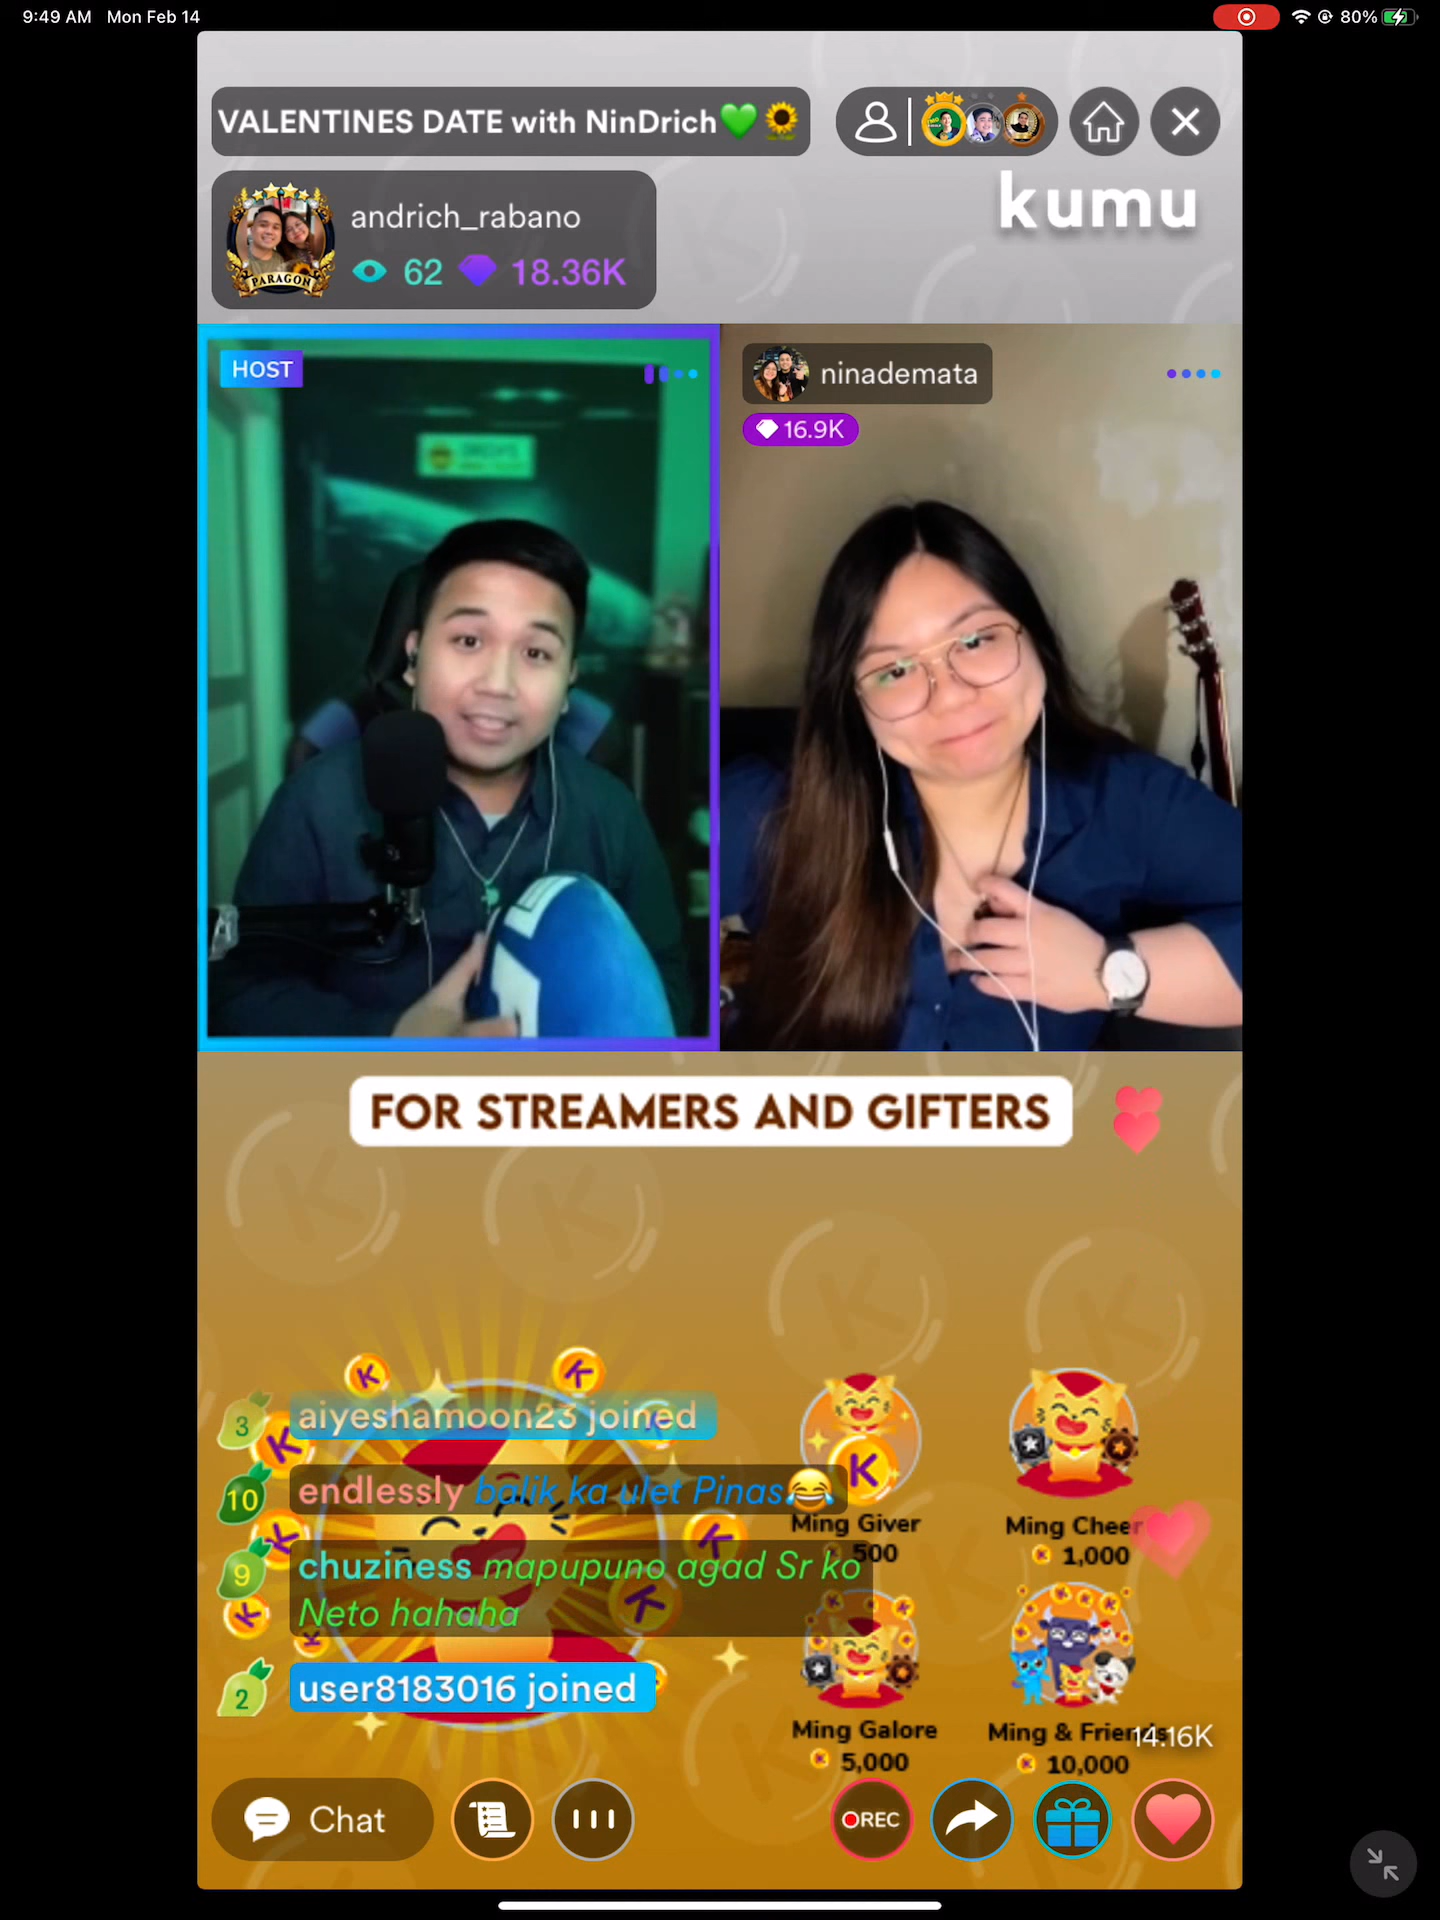 9:49 AM Mon Feb 14
80%
VALENTINES DATE with NinDrich💚🌻
kumu
andrich_rabano
62 18.36K
PARAGON
HOST
ninademata
16.9K
FOR STREAMERS AND GIFTERS
3 aiyeshamoon23 joined
10 endlessly balik ka ulet Pinas😂
9 chuziness mapupuno agad Sr ko
Neto hahaha
2 user8183016 joined
Ming Giver
500
Ming Cheer
1,000
Ming Galore
5,000
Ming & Friends
10,000
14.16K
Chat
REC